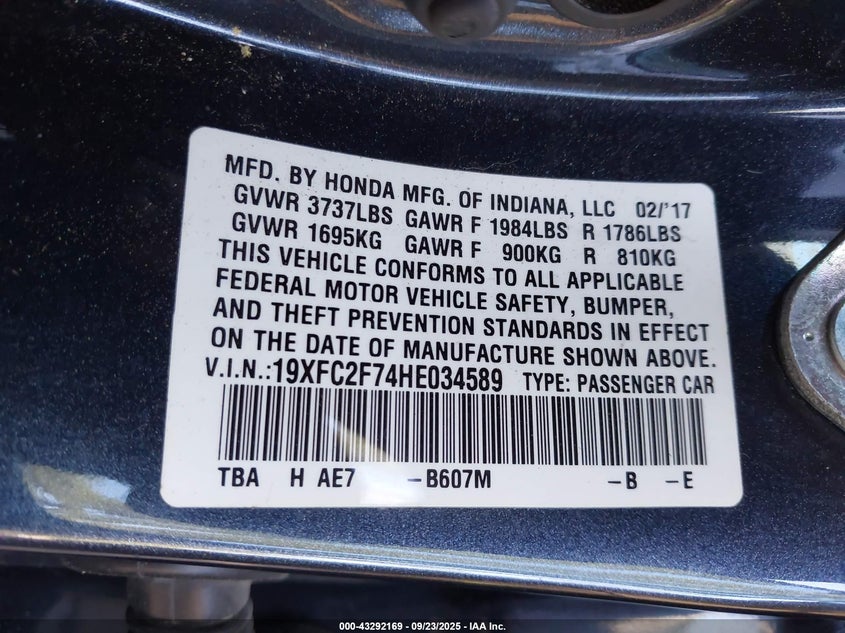 MFD. BY HONDA MFG. OF INDIANA, LLC 02/'17
GVWR 3737LBS GAWR F 1984LBS R 1786LBS
GVWR 1695KG GAWR F 900KG R 810KG
THIS VEHICLE CONFORMS TO ALL APPLICABLE
FEDERAL MOTOR VEHICLE SAFETY, BUMPER,
AND THEFT PREVENTION STANDARDS IN EFFECT
ON THE DATE OF MANUFACTURE SHOWN ABOVE.
V.I.N.:19XFC2F74HE034589 TYPE: PASSENGER CAR
TBA H AE7 -B607M -B -E
000-43292169 - 09/23/2025 - IAA Inc.